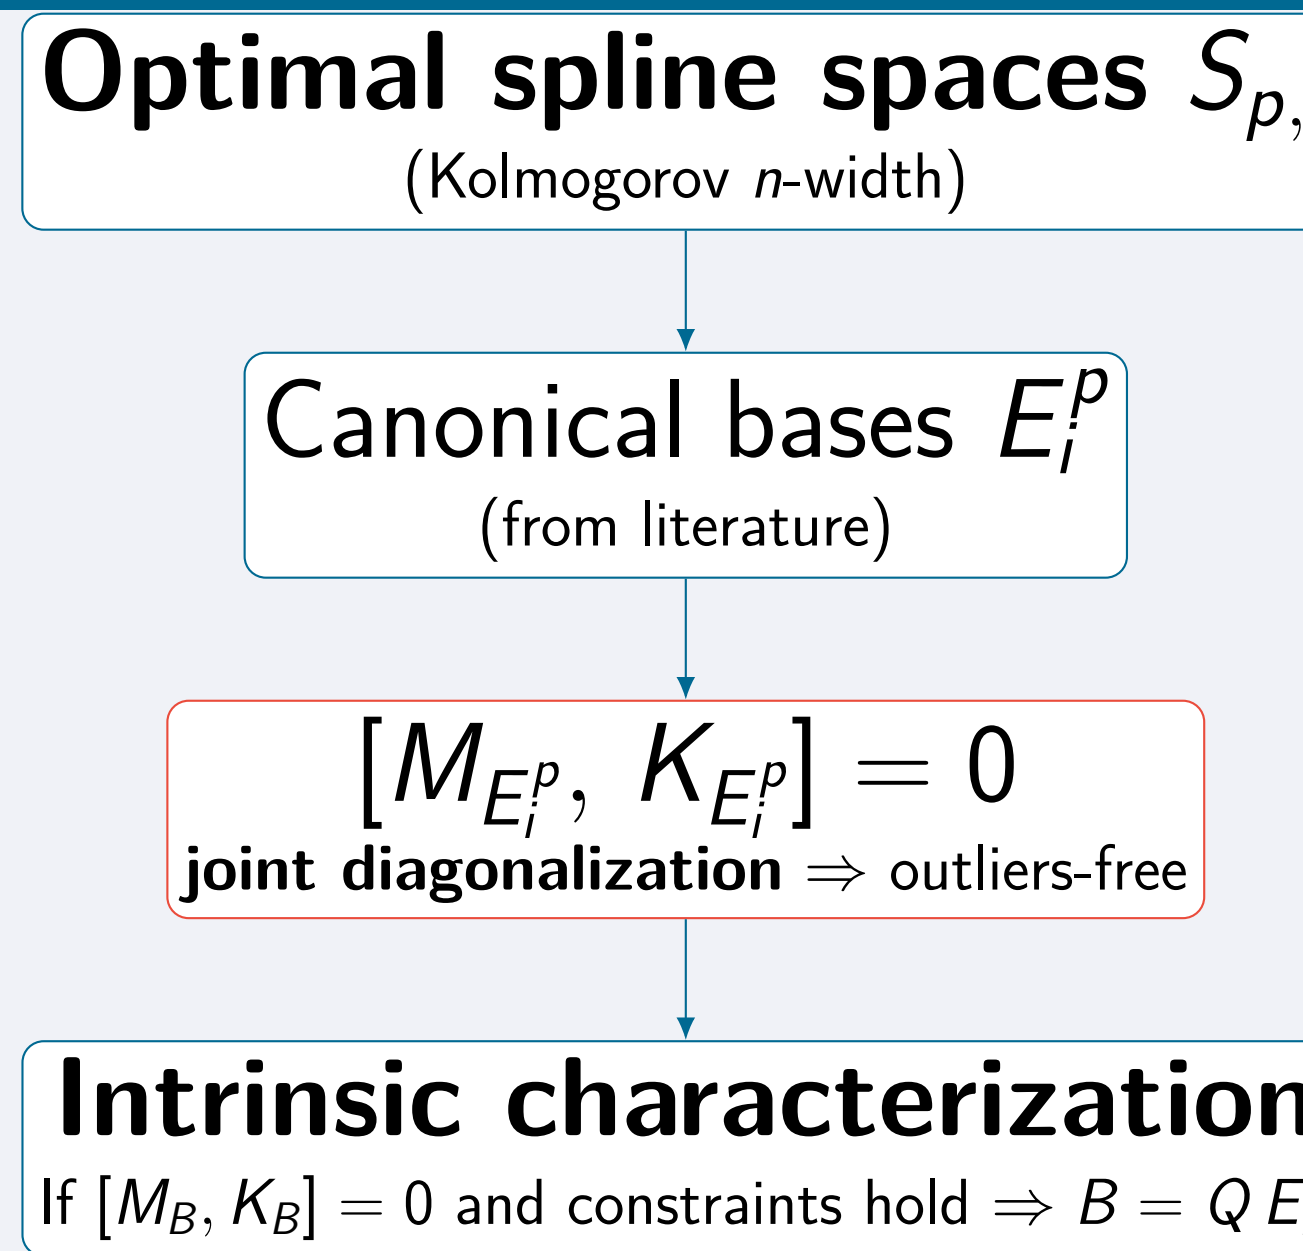 Optimal spline spaces S_{p,
(Kolmogorov n-width)
Canonical bases E_i^p
(from literature)
[M_{E_i^p}, K_{E_i^p}] = 0
joint diagonalization ⇒ outliers-free
Intrinsic characterization
If [M_B, K_B] = 0 and constraints hold ⇒ B = Q E